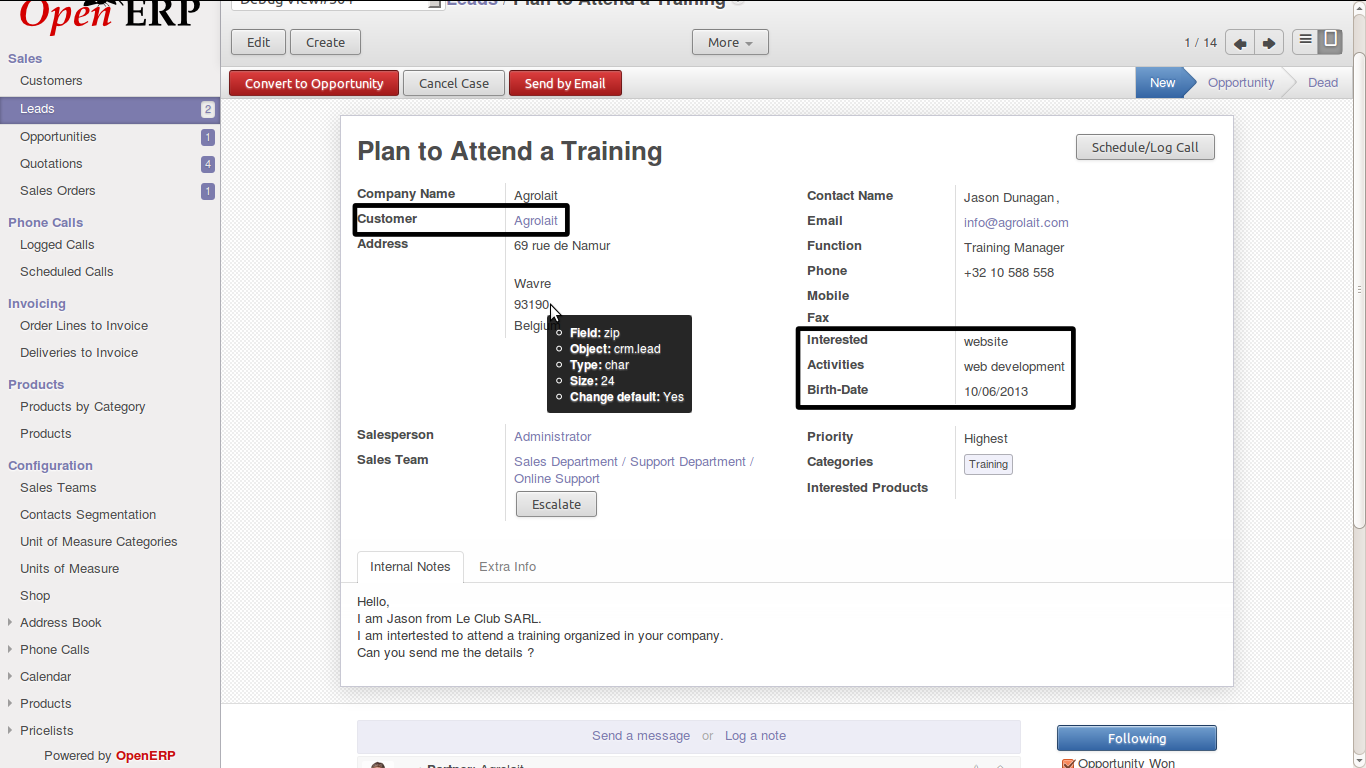 Open ERP
Debug View#504
Leads / Plan to Attend a Training
Edit
Create
More
1 / 14
Convert to Opportunity
Cancel Case
Send by Email
New
Opportunity
Dead
Sales
Customers
Leads 2
Opportunities 1
Quotations 4
Sales Orders 1
Phone Calls
Logged Calls
Scheduled Calls
Invoicing
Order Lines to Invoice
Deliveries to Invoice
Products
Products by Category
Products
Configuration
Sales Teams
Contacts Segmentation
Unit of Measure Categories
Units of Measure
Shop
Address Book
Phone Calls
Calendar
Products
Pricelists
Powered by OpenERP
Plan to Attend a Training
Schedule/Log Call
Company Name Agrolait
Customer Agrolait
Address 69 rue de Namur
Wavre
93190
Belgium
Field: zip
Object: crm.lead
Type: char
Size: 24
Change default: Yes
Contact Name Jason Dunagan,
Email info@agrolait.com
Function Training Manager
Phone +32 10 588 558
Mobile
Fax
Interested website
Activities web development
Birth-Date 10/06/2013
Salesperson Administrator
Sales Team Sales Department / Support Department /
Online Support
Escalate
Priority Highest
Categories Training
Interested Products
Internal Notes
Extra Info
Hello,
I am Jason from Le Club SARL.
I am intertested to attend a training organized in your company.
Can you send me the details ?
Send a message or Log a note
Following
Partner: Agrolait
Opportunity Won